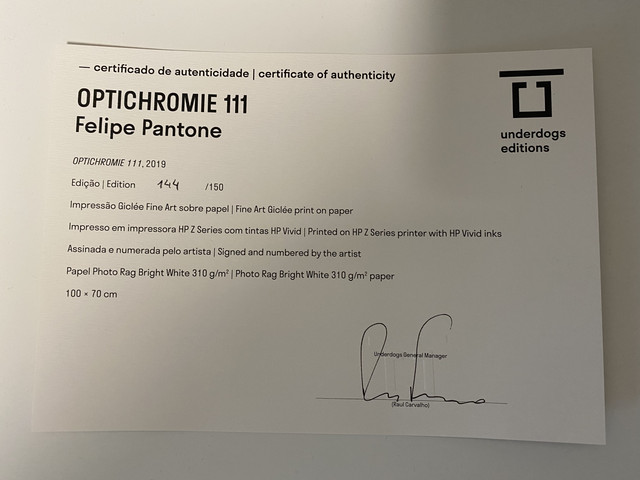 — certificado de autenticidade | certificate of authenticity
OPTICHROMIE 111
Felipe Pantone
underdogs
editions
OPTICHROMIE 111, 2019
Edição | Edition 144 /150
Impressão Giclée Fine Art sobre papel | Fine Art Giclée print on paper
Impresso em impressora HP Z Series com tintas HP Vivid | Printed on HP Z Series printer with HP Vivid inks
Assinada e numerada pelo artista | Signed and numbered by the artist
Papel Photo Rag Bright White 310 g/m² | Photo Rag Bright White 310 g/m² paper
100 × 70 cm
Underdogs General Manager
(Raul Carvalho)